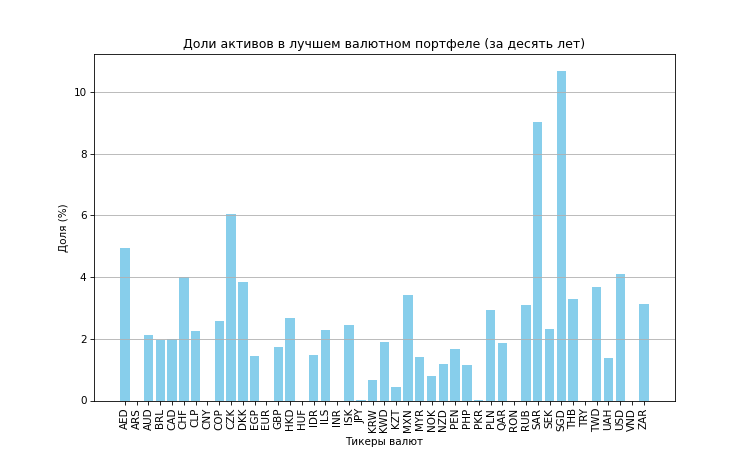 Доли активов в лучшем валютном портфеле (за десять лет)
Доля (%)
10
8
6
4
2
0
AED ARS AUD BRL CAD CHF CLP CNY COP CZK DKK EGP EUR GBP HKD HUF IDR ILS INR ISK JPY KRW KWD KZT MXN MYR NOK NZD PEN PHP PKR PLN QAR RON RUB SAR SEK SGD THB TRY TWD UAH USD VND ZAR
Тикеры валют